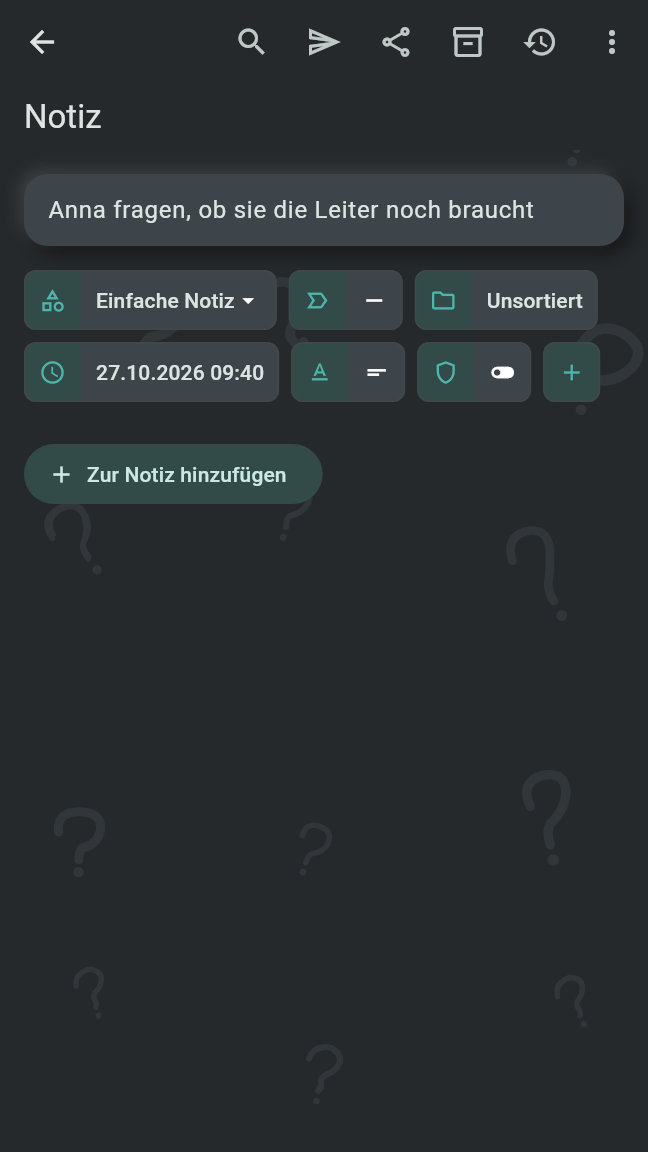 Notiz
Anna fragen, ob sie die Leiter noch braucht
Einfache Notiz
Unsortiert
27.10.2026 09:40
Zur Notiz hinzufügen